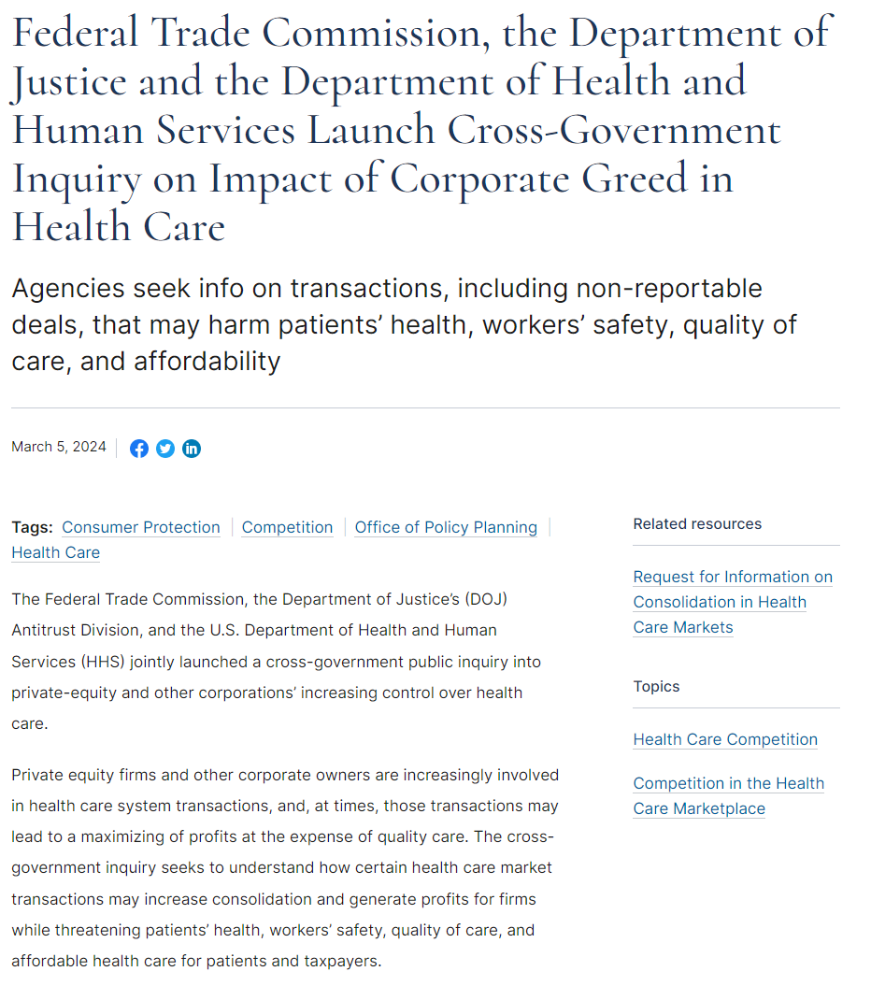 Federal Trade Commission, the Department of
Justice and the Department of Health and
Human Services Launch Cross-Government
Inquiry on Impact of Corporate Greed in
Health Care
Agencies seek info on transactions, including non-reportable
deals, that may harm patients’ health, workers’ safety, quality of
care, and affordability
March 5, 2024
Tags: Consumer Protection | Competition | Office of Policy Planning |
Health Care
The Federal Trade Commission, the Department of Justice’s (DOJ)
Antitrust Division, and the U.S. Department of Health and Human
Services (HHS) jointly launched a cross-government public inquiry into
private-equity and other corporations’ increasing control over health
care.
Private equity firms and other corporate owners are increasingly involved
in health care system transactions, and, at times, those transactions may
lead to a maximizing of profits at the expense of quality care. The cross-
government inquiry seeks to understand how certain health care market
transactions may increase consolidation and generate profits for firms
while threatening patients’ health, workers’ safety, quality of care, and
affordable health care for patients and taxpayers.
Related resources
Request for Information on
Consolidation in Health
Care Markets
Topics
Health Care Competition
Competition in the Health
Care Marketplace